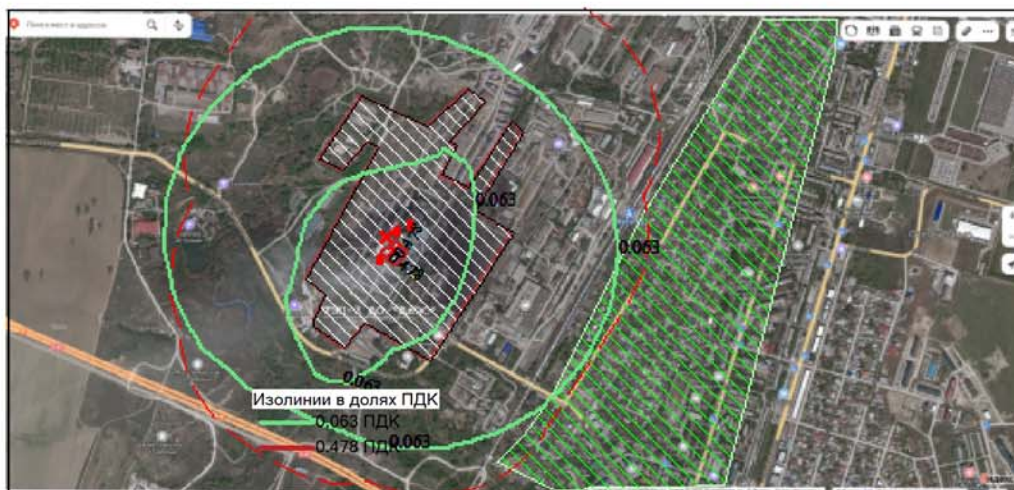 Поиск мест и адресов
0.063
0.063
0.478
0.063
Изолинии в долях ПДК
0.063 ПДК
0.478 ПДК
0.063